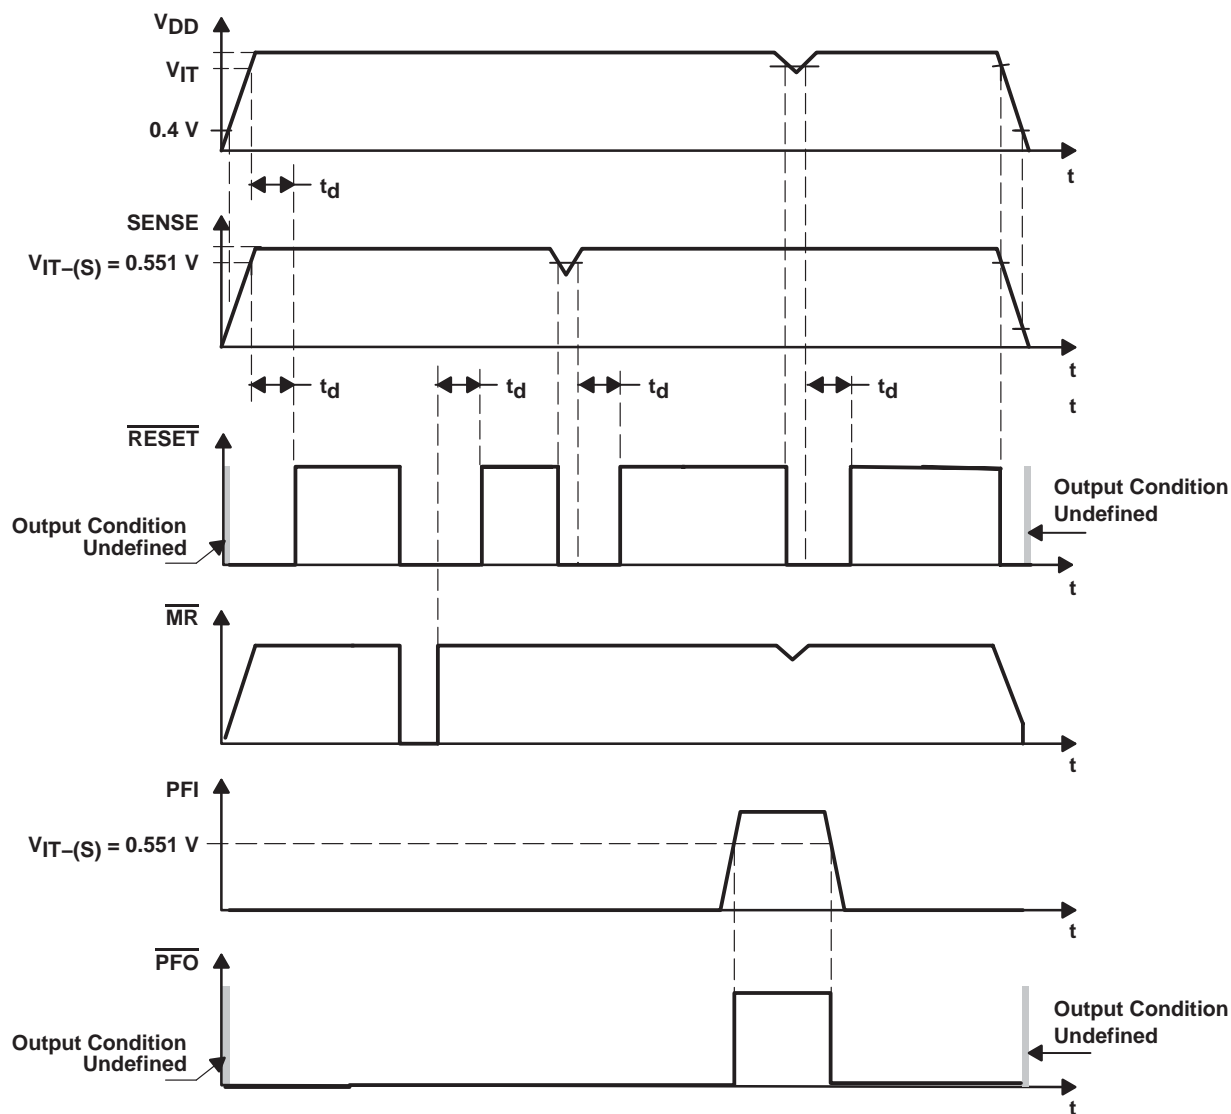 VDD
VIT
0.4 V
t
td
SENSE
VIT–(S) = 0.551 V
t
td
td
td
td
t
RESET
Output Condition
Undefined
Output Condition
Undefined
t
MR
t
PFI
VIT–(S) = 0.551 V
t
PFO
Output Condition
Undefined
Output Condition
Undefined
t